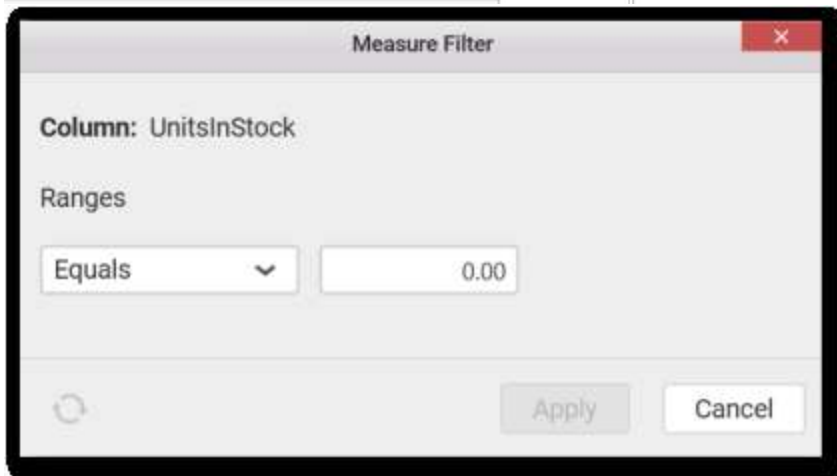 Measure Filter
Column: UnitsInStock
Ranges
Equals 0.00
Apply Cancel